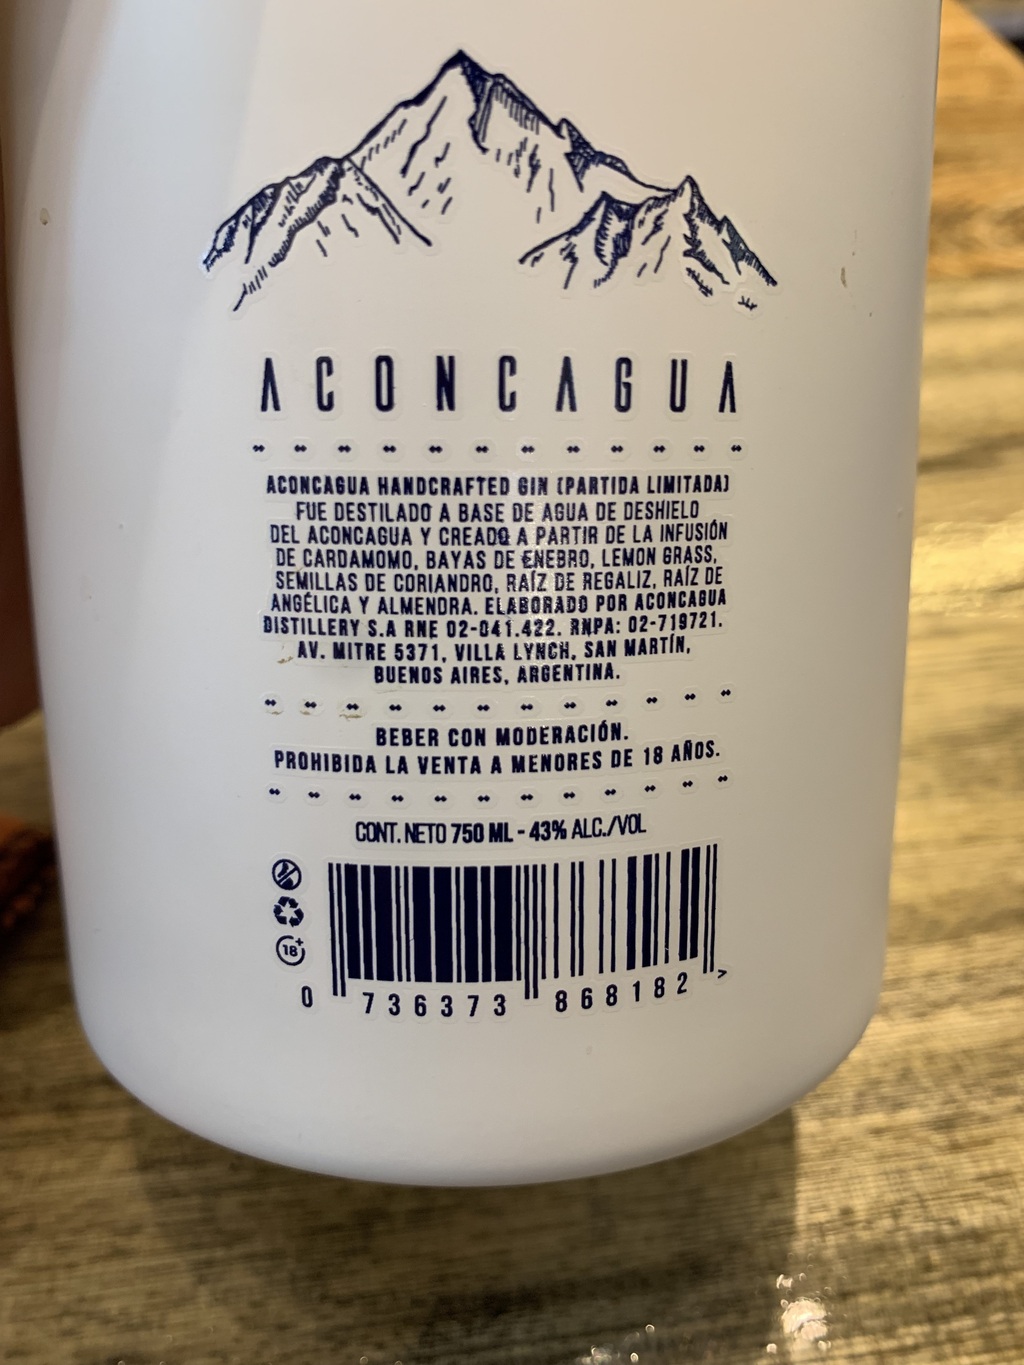 ACONCAGUA
ACONCAGUA HANDCRAFTED GIN (PARTIDA LIMITADA)
FUE DESTILADO A BASE DE AGUA DE DESHIELO
DEL ACONCAGUA Y CREADO A PARTIR DE LA INFUSIÓN
DE CARDAMOMO, BAYAS DE ENEBRO, LEMON GRASS,
SEMILLAS DE CORIANDRO, RAÍZ DE REGALIZ, RAÍZ DE
ANGÉLICA Y ALMENDRA. ELABORADO POR ACONCAGUA
DISTILLERY S.A RNE 02-041.422. RNPA: 02-719721.
AV. MITRE 5371, VILLA LYNCH, SAN MARTÍN,
BUENOS AIRES, ARGENTINA.
BEBER CON MODERACIÓN.
PROHIBIDA LA VENTA A MENORES DE 18 AÑOS.
CONT. NETO 750 ML - 43% ALC./VOL
18+
0 736373 868182 >